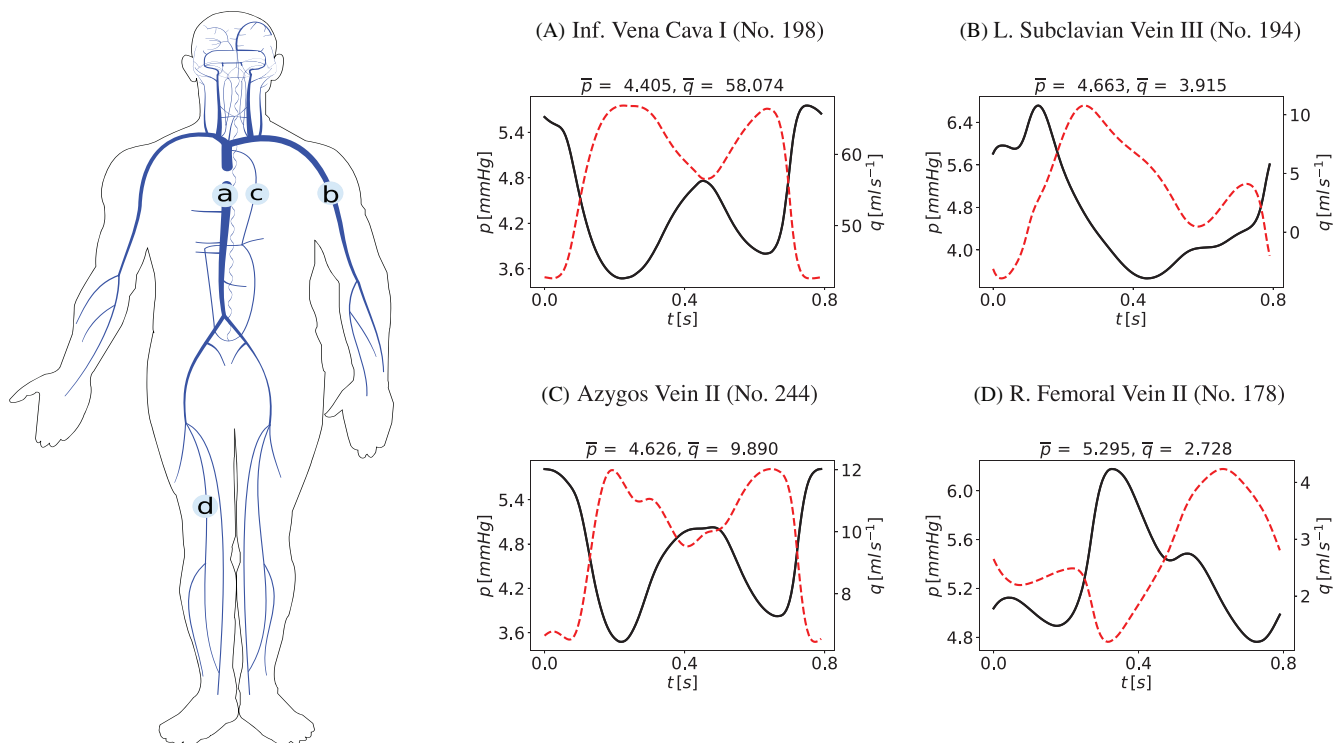 a
c
b
d
(A) Inf. Vena Cava I (No. 198)
p̅ = 4.405, q̅ = 58.074
5.4
4.8
4.2
3.6
p [mmHg]
60
50
q [ml s⁻¹]
0.0
0.4
0.8
t [s]
(B) L. Subclavian Vein III (No. 194)
p̅ = 4.663, q̅ = 3.915
6.4
5.6
4.8
4.0
p [mmHg]
10
5
0
q [ml s⁻¹]
0.0
0.4
0.8
t [s]
(C) Azygos Vein II (No. 244)
p̅ = 4.626, q̅ = 9.890
5.4
4.8
4.2
3.6
p [mmHg]
12
10
8
q [ml s⁻¹]
0.0
0.4
0.8
t [s]
(D) R. Femoral Vein II (No. 178)
p̅ = 5.295, q̅ = 2.728
6.0
5.6
5.2
4.8
p [mmHg]
4
3
2
q [ml s⁻¹]
0.0
0.4
0.8
t [s]